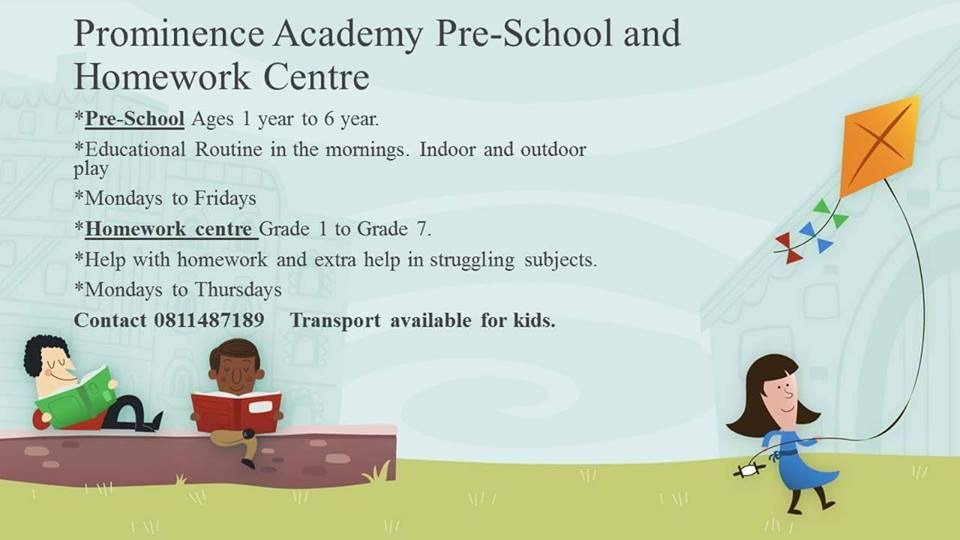 Prominence Academy Pre-School and
Homework Centre
*Pre-School Ages 1 year to 6 year.
*Educational Routine in the mornings. Indoor and outdoor
play
*Mondays to Fridays
*Homework centre Grade 1 to Grade 7.
*Help with homework and extra help in struggling subjects.
*Mondays to Thursdays
Contact 0811487189 Transport available for kids.